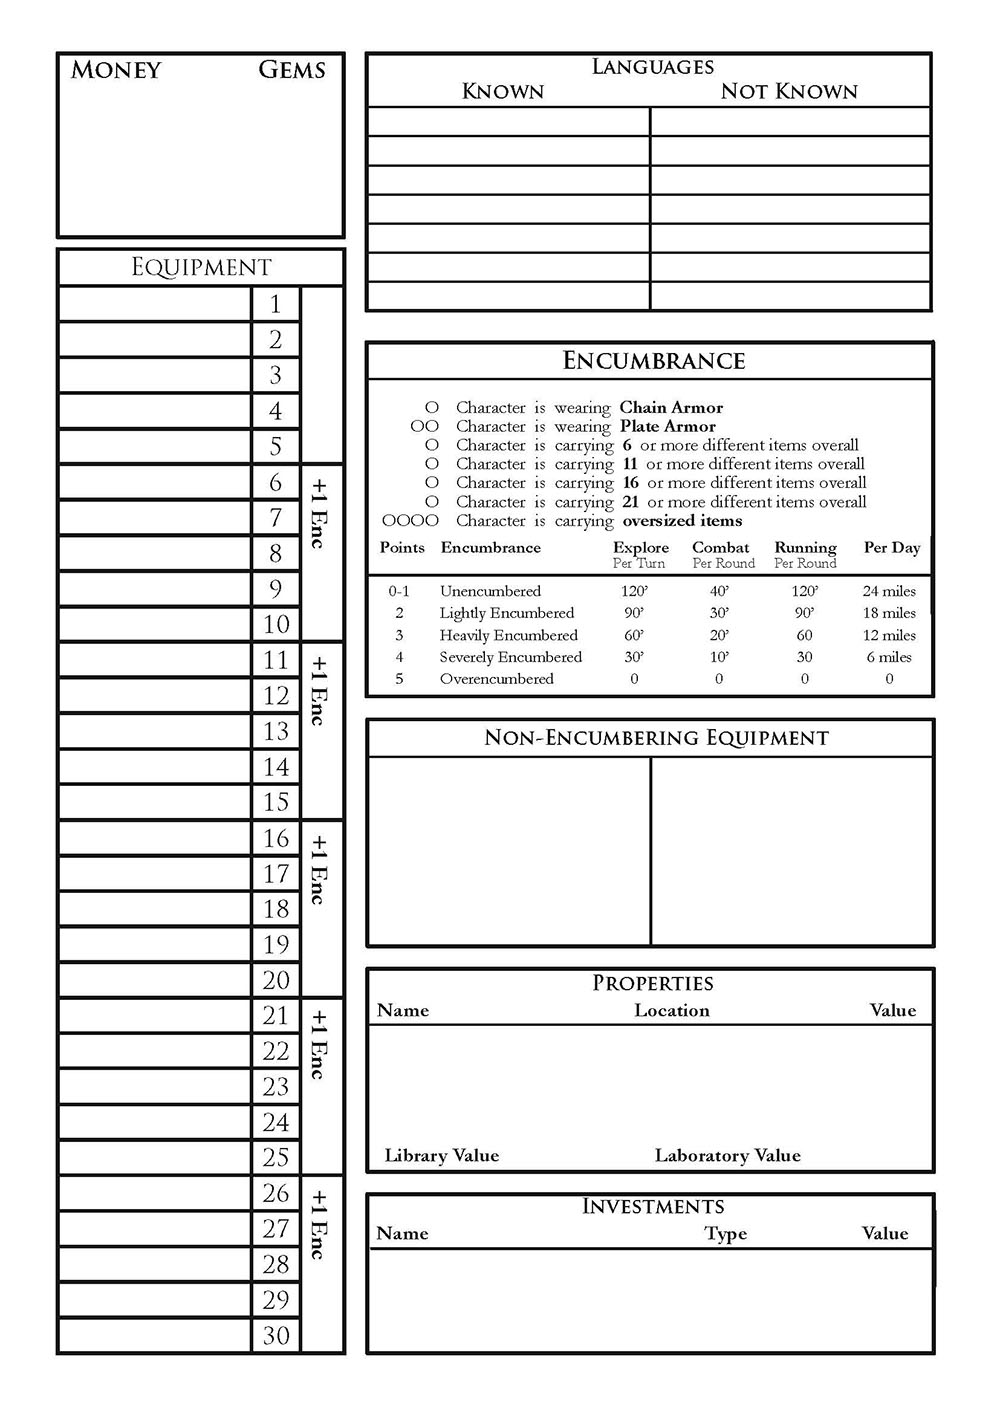 Money Gems
Equipment
1
2
3
4
5
6
7
8
9
10
+1 Enc
11
12
13
14
15
+1 Enc
16
17
18
19
20
+1 Enc
21
22
23
24
25
+1 Enc
26
27
28
29
30
+1 Enc
Languages
Known Not Known
Encumbrance
O Character is wearing Chain Armor
OO Character is wearing Plate Armor
O Character is carrying 6 or more different items overall
O Character is carrying 11 or more different items overall
O Character is carrying 16 or more different items overall
O Character is carrying 21 or more different items overall
OOOO Character is carrying oversized items
Points Encumbrance Explore Combat Running Per Day
Per Turn Per Round Per Round
0-1 Unencumbered 120’ 40’ 120’ 24 miles
2 Lightly Encumbered 90’ 30’ 90’ 18 miles
3 Heavily Encumbered 60’ 20’ 60 12 miles
4 Severely Encumbered 30’ 10’ 30 6 miles
5 Overencumbered 0 0 0 0
Non-Encumbering Equipment
Properties
Name Location Value
Library Value Laboratory Value
Investments
Name Type Value